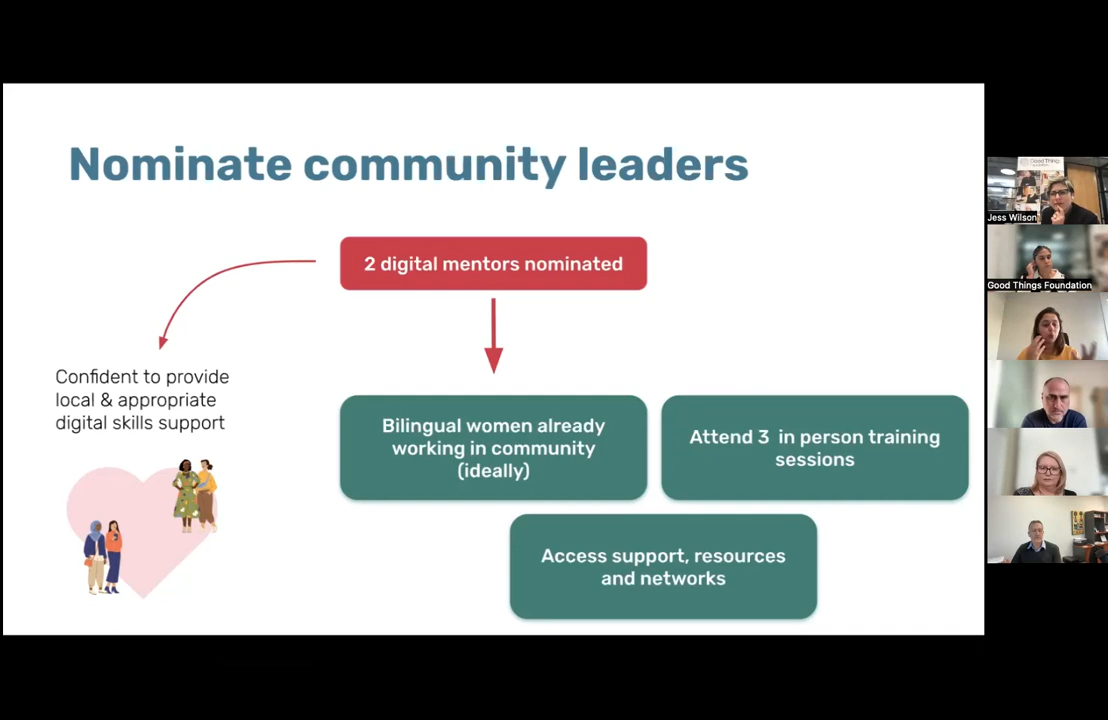 Nominate community leaders
2 digital mentors nominated
Confident to provide
local & appropriate
digital skills support
Bilingual women already
working in community
(ideally)
Attend 3 in person training
sessions
Access support, resources
and networks
Jess Wilson
Good Things Foundation